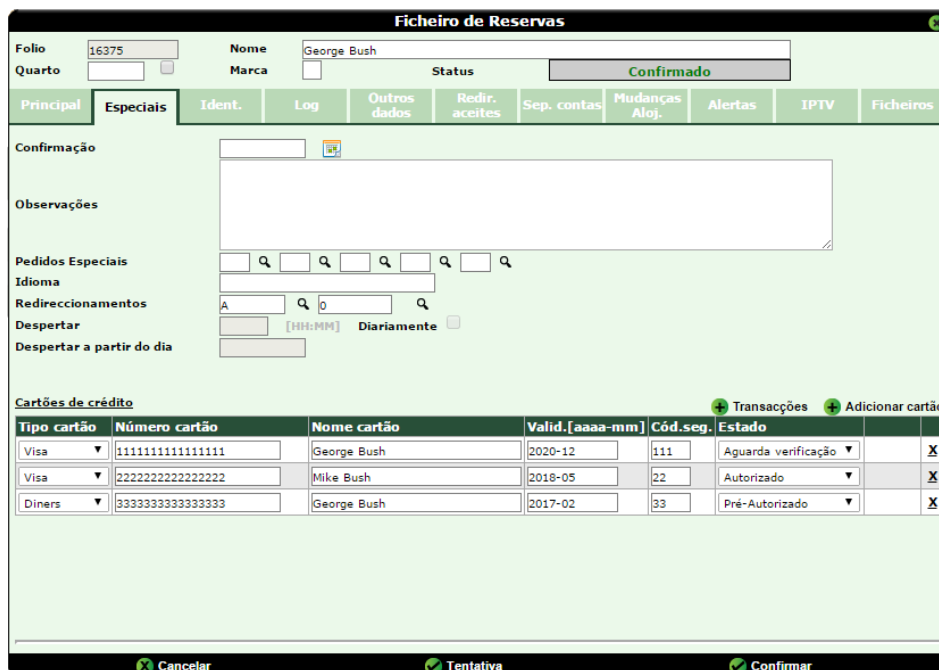 Ficheiro de Reservas
Folio 16375 Nome George Bush
Quarto Marca Status Confirmado
Principal Especiais Ident. Log Outros dados Redir. aceites Sep. contas Mudanças Aloj. Alertas IPTV Ficheiros
Confirmação
Observações
Pedidos Especiais
Idioma
Redireccionamentos A 0
Despertar [HH:MM] Diariamente
Despertar a partir do dia
Cartões de crédito Transacções Adicionar cartão
Tipo cartão Número cartão Nome cartão Valid.[aaaa-mm] Cód.seg. Estado
Visa 1111111111111111 George Bush 2020-12 111 Aguarda verificação X
Visa 2222222222222222 Mike Bush 2018-05 22 Autorizado X
Diners 3333333333333333 George Bush 2017-02 33 Pré-Autorizado X
Cancelar Tentativa Confirmar